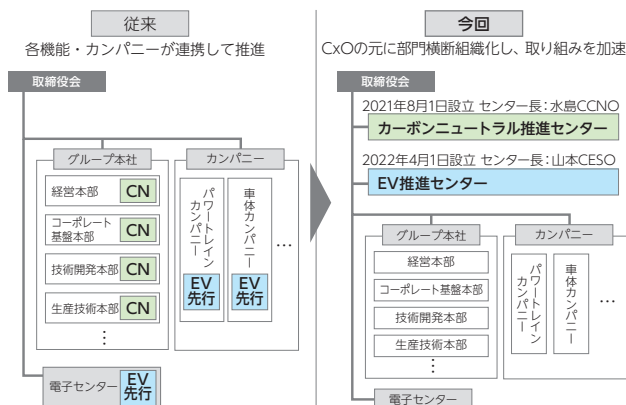 従来
各機能・カンパニーが連携して推進
取締役会
グループ本社
経営本部 CN
コーポレート
基盤本部 CN
技術開発本部 CN
生産技術本部 CN
⋮
カンパニー
パワートレイン
カンパニー
EV
先行
車体カンパニー
EV
先行
…
電子センター EV
先行
今回
CxOの元に部門横断組織化し、取り組みを加速
取締役会
2021年8月1日設立 センター長：水島CCNO
カーボンニュートラル推進センター
2022年4月1日設立 センター長：山本CESO
EV推進センター
グループ本社
経営本部
コーポレート基盤本部
技術開発本部
生産技術本部
⋮
カンパニー
パワートレイン
カンパニー
車体カンパニー
…
電子センター